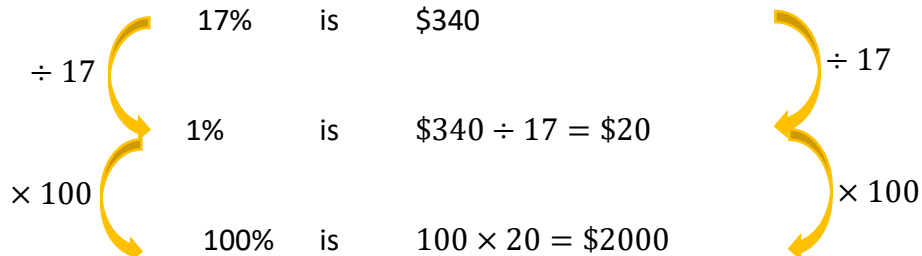 17% is $340
÷ 17 ÷ 17
1% is $340 ÷ 17 = $20
× 100 × 100
100% is 100 × 20 = $2000